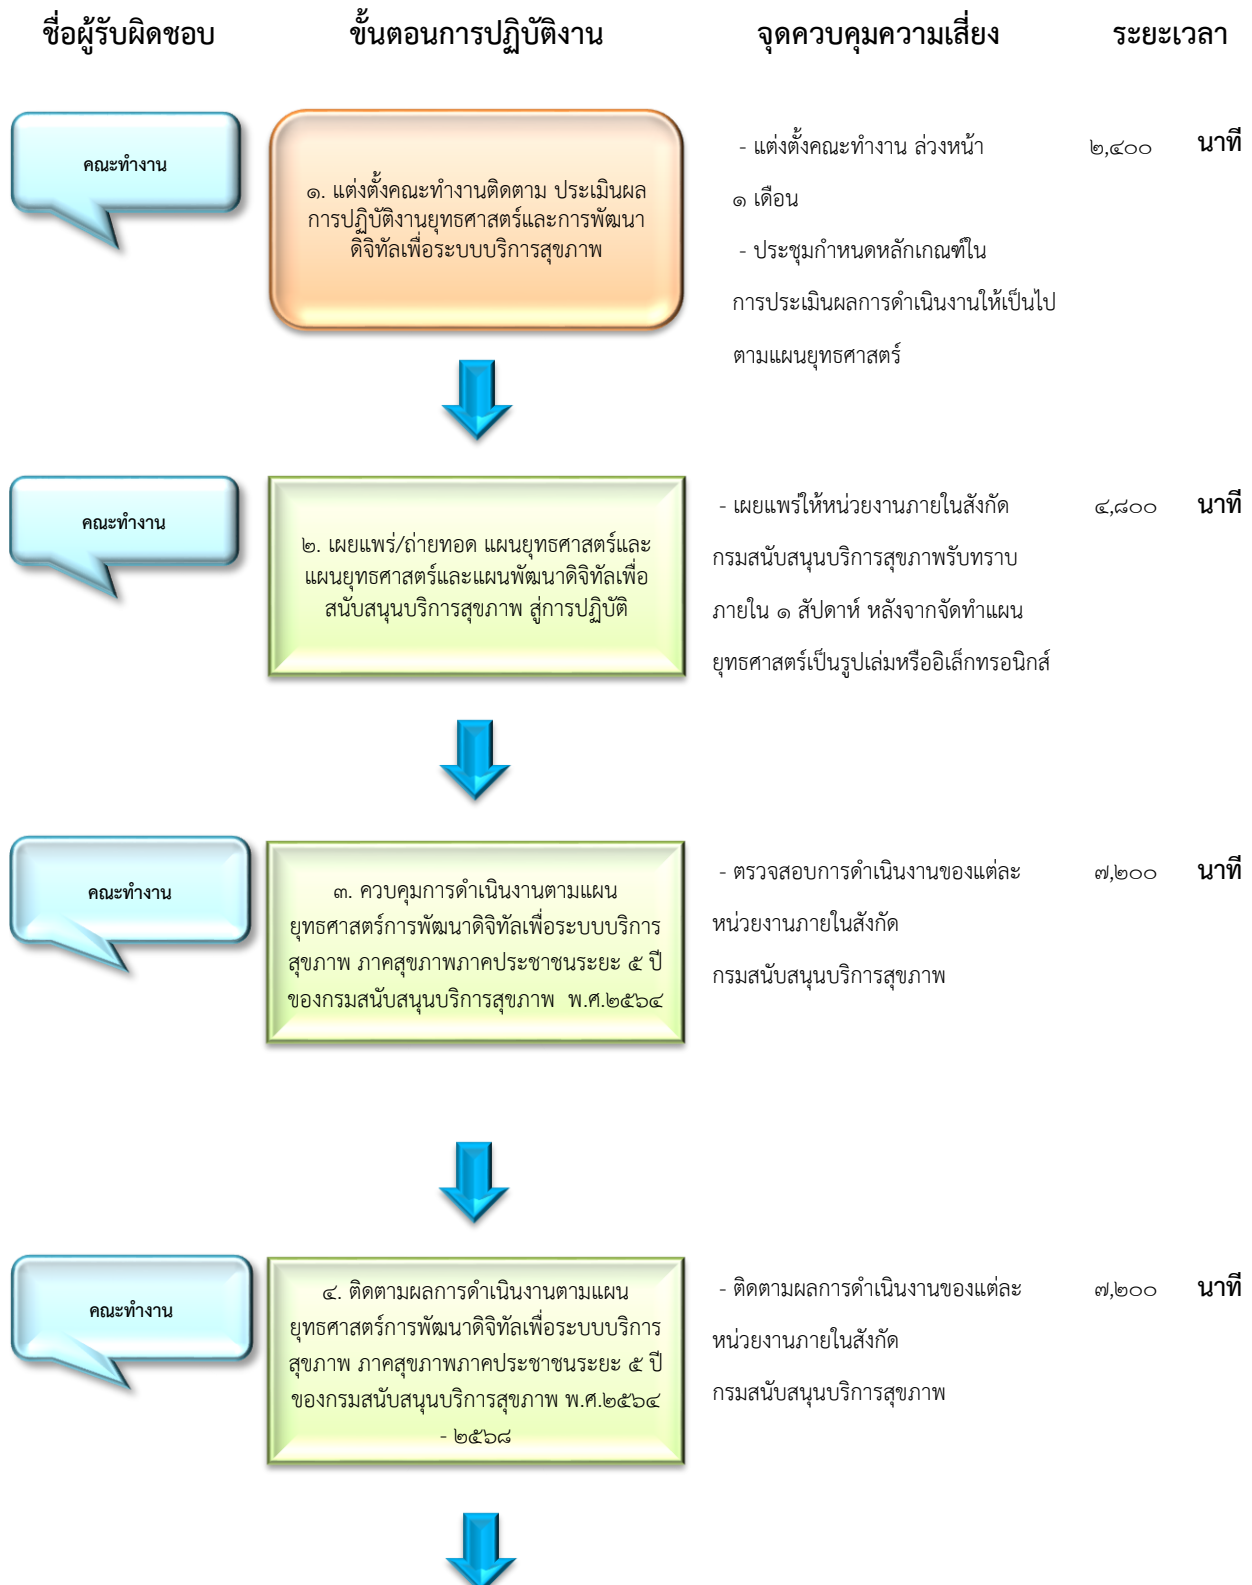 ชื่อผู้รับผิดชอบ ขั้นตอนการปฏิบัติงาน จุดควบคุมความเสี่ยง ระยะเวลา
คณะทำงาน
๑. แต่งตั้งคณะทำงานติดตาม ประเมินผล
การปฏิบัติงานยุทธศาสตร์และการพัฒนา
ดิจิทัลเพื่อระบบบริการสุขภาพ
- แต่งตั้งคณะทำงาน ล่วงหน้า
๑ เดือน
- ประชุมกำหนดหลักเกณฑ์ใน
การประเมินผลการดำเนินงานให้เป็นไป
ตามแผนยุทธศาสตร์
๒,๔๐๐ นาที
คณะทำงาน
๒. เผยแพร่/ถ่ายทอด แผนยุทธศาสตร์และ
แผนยุทธศาสตร์และแผนพัฒนาดิจิทัลเพื่อ
สนับสนุนบริการสุขภาพ สู่การปฏิบัติ
- เผยแพร่ให้หน่วยงานภายในสังกัด
กรมสนับสนุนบริการสุขภาพรับทราบ
ภายใน ๑ สัปดาห์ หลังจากจัดทำแผน
ยุทธศาสตร์เป็นรูปเล่มหรืออิเล็กทรอนิกส์
๔,๘๐๐ นาที
คณะทำงาน
๓. ควบคุมการดำเนินงานตามแผน
ยุทธศาสตร์การพัฒนาดิจิทัลเพื่อระบบบริการ
สุขภาพ ภาคสุขภาพภาคประชาชนระยะ ๕ ปี
ของกรมสนับสนุนบริการสุขภาพ พ.ศ.๒๕๖๔
- ตรวจสอบการดำเนินงานของแต่ละ
หน่วยงานภายในสังกัด
กรมสนับสนุนบริการสุขภาพ
๗,๒๐๐ นาที
คณะทำงาน
๔. ติดตามผลการดำเนินงานตามแผน
ยุทธศาสตร์การพัฒนาดิจิทัลเพื่อระบบบริการ
สุขภาพ ภาคสุขภาพภาคประชาชนระยะ ๕ ปี
ของกรมสนับสนุนบริการสุขภาพ พ.ศ.๒๕๖๔
- ๒๕๖๘
- ติดตามผลการดำเนินงานของแต่ละ
หน่วยงานภายในสังกัด
กรมสนับสนุนบริการสุขภาพ
๗,๒๐๐ นาที